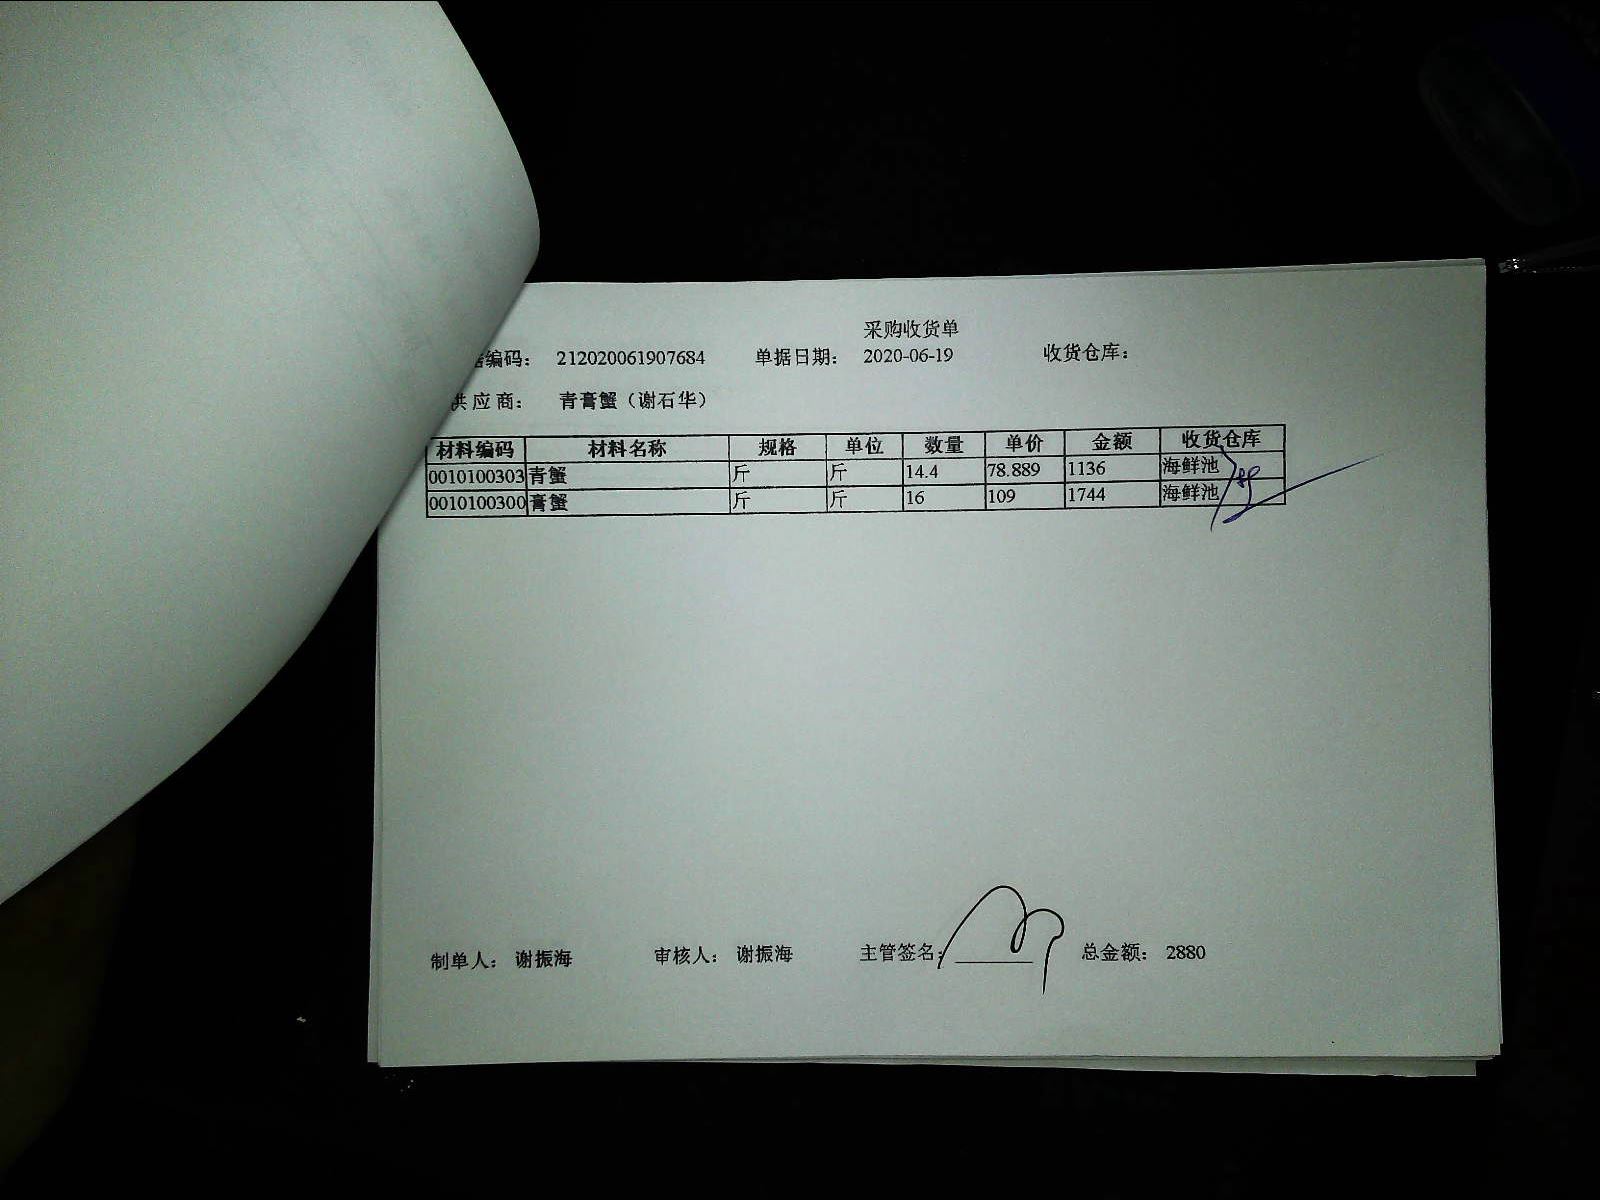 采购收货单
编码： 212020061907684 单据日期： 2020-06-19 收货仓库：
供应商： 青膏蟹（谢石华）
材料编码 材料名称 规格 单位 数量 单价 金额 收货仓库
0010100303 青蟹 斤 斤 14.4 78.889 1136 海鲜池
0010100300 膏蟹 斤 斤 16 109 1744 海鲜池
制单人： 谢振海 审核人： 谢振海 主管签名： 总金额： 2880